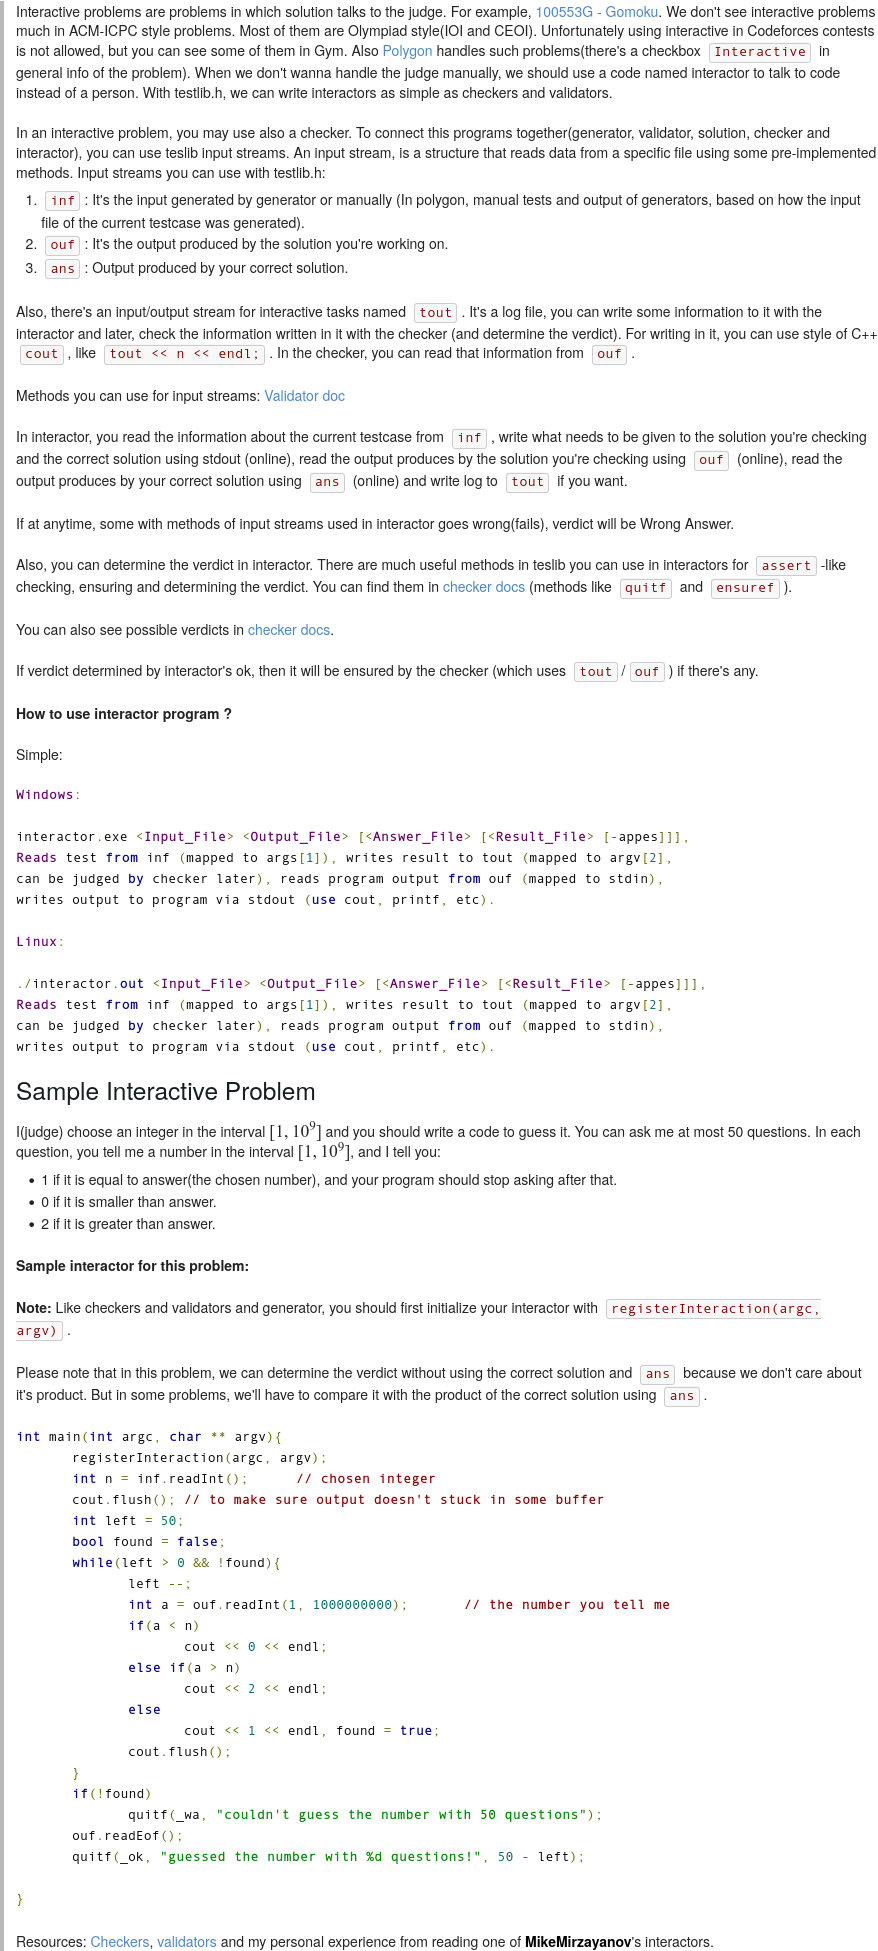 Interactive problems are problems in which solution talks to the judge. For example, 100553G - Gomoku. We don't see interactive problems
much in ACM-ICPC style problems. Most of them are Olympiad style(IOI and CEOI). Unfortunately using interactive in Codeforces contests
is not allowed, but you can see some of them in Gym. Also Polygon handles such problems(there's a checkbox Interactive in
general info of the problem). When we don't wanna handle the judge manually, we should use a code named interactor to talk to code
instead of a person. With testlib.h, we can write interactors as simple as checkers and validators.
In an interactive problem, you may use also a checker. To connect this programs together(generator, validator, solution, checker and
interactor), you can use teslib input streams. An input stream, is a structure that reads data from a specific file using some pre-implemented
methods. Input streams you can use with testlib.h:
1. inf : It's the input generated by generator or manually (In polygon, manual tests and output of generators, based on how the input
file of the current testcase was generated).
2. ouf : It's the output produced by the solution you're working on.
3. ans : Output produced by your correct solution.
Also, there's an input/output stream for interactive tasks named tout . It's a log file, you can write some information to it with the
interactor and later, check the information written in it with the checker (and determine the verdict). For writing in it, you can use style of C++
cout , like tout << n << endl; . In the checker, you can read that information from ouf .
Methods you can use for input streams: Validator doc
In interactor, you read the information about the current testcase from inf , write what needs to be given to the solution you're checking
and the correct solution using stdout (online), read the output produces by the solution you're checking using ouf (online), read the
output produces by your correct solution using ans (online) and write log to tout if you want.
If at anytime, some with methods of input streams used in interactor goes wrong(fails), verdict will be Wrong Answer.
Also, you can determine the verdict in interactor. There are much useful methods in teslib you can use in interactors for assert -like
checking, ensuring and determining the verdict. You can find them in checker docs (methods like quitf and ensuref ).
You can also see possible verdicts in checker docs.
If verdict determined by interactor's ok, then it will be ensured by the checker (which uses tout / ouf ) if there's any.
How to use interactor program ?
Simple:
Windows:
interactor.exe <Input_File> <Output_File> [<Answer_File> [<Result_File> [-appes]]],
Reads test from inf (mapped to args[1]), writes result to tout (mapped to argv[2],
can be judged by checker later), reads program output from ouf (mapped to stdin),
writes output to program via stdout (use cout, printf, etc).
Linux:
./interactor.out <Input_File> <Output_File> [<Answer_File> [<Result_File> [-appes]]],
Reads test from inf (mapped to args[1]), writes result to tout (mapped to argv[2],
can be judged by checker later), reads program output from ouf (mapped to stdin),
writes output to program via stdout (use cout, printf, etc).
Sample Interactive Problem
I(judge) choose an integer in the interval [1, 10⁹] and you should write a code to guess it. You can ask me at most 50 questions. In each
question, you tell me a number in the interval [1, 10⁹], and I tell you:
• 1 if it is equal to answer(the chosen number), and your program should stop asking after that.
• 0 if it is smaller than answer.
• 2 if it is greater than answer.
Sample interactor for this problem:
Note: Like checkers and validators and generator, you should first initialize your interactor with registerInteraction(argc,
argv) .
Please note that in this problem, we can determine the verdict without using the correct solution and ans because we don't care about
it's product. But in some problems, we'll have to compare it with the product of the correct solution using ans .
int main(int argc, char ** argv){
registerInteraction(argc, argv);
int n = inf.readInt(); // chosen integer
cout.flush(); // to make sure output doesn't stuck in some buffer
int left = 50;
bool found = false;
while(left > 0 && !found){
left --;
int a = ouf.readInt(1, 1000000000); // the number you tell me
if(a < n)
cout << 0 << endl;
else if(a > n)
cout << 2 << endl;
else
cout << 1 << endl, found = true;
cout.flush();
}
if(!found)
quitf(_wa, "couldn't guess the number with 50 questions");
ouf.readEof();
quitf(_ok, "guessed the number with %d questions!", 50 - left);
}
Resources: Checkers, validators and my personal experience from reading one of MikeMirzayanov's interactors.